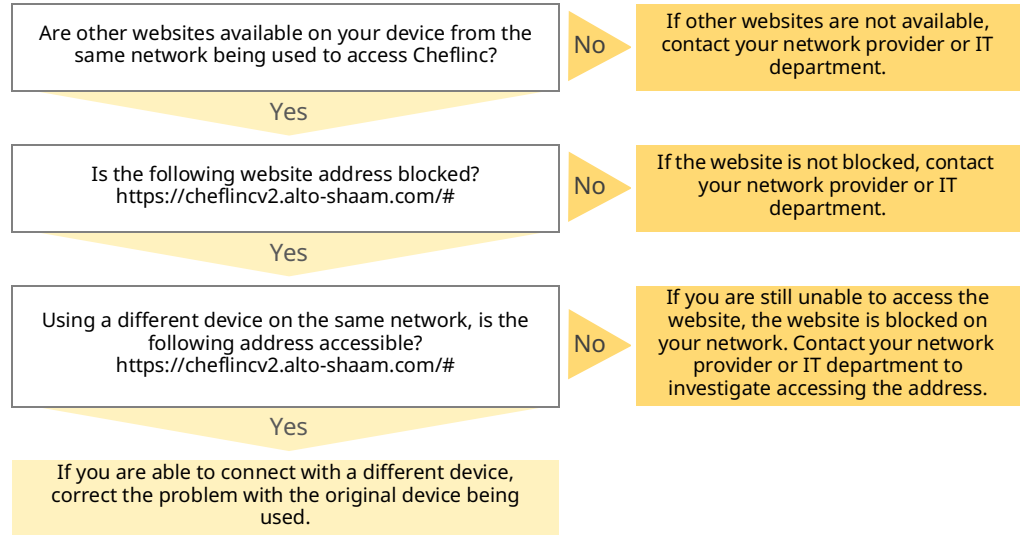 Are other websites available on your device from the
same network being used to access Cheflinc?
No
If other websites are not available,
contact your network provider or IT
department.
Yes
Is the following website address blocked?
https://cheflincv2.alto-shaam.com/#
No
If the website is not blocked, contact
your network provider or IT
department.
Yes
Using a different device on the same network, is the
following address accessible?
https://cheflincv2.alto-shaam.com/#
No
If you are still unable to access the
website, the website is blocked on
your network. Contact your network
provider or IT department to
investigate accessing the address.
Yes
If you are able to connect with a different device,
correct the problem with the original device being
used.